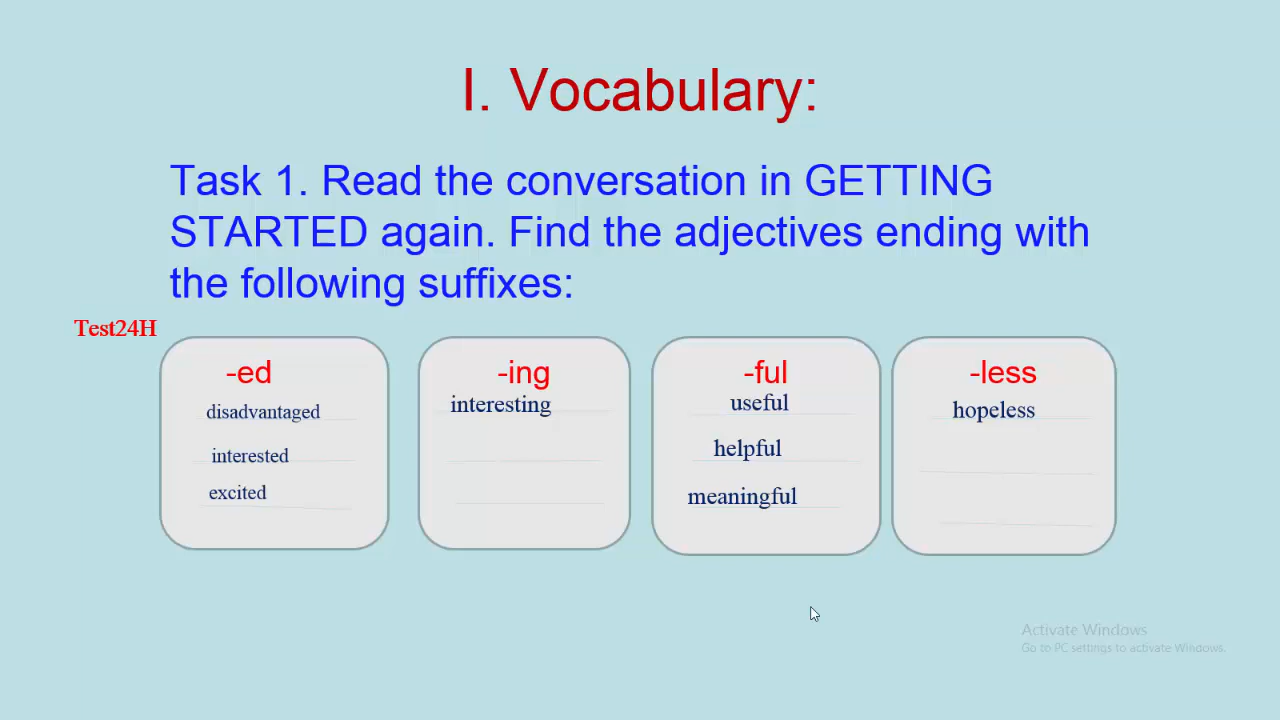 I. Vocabulary:
Task 1. Read the conversation in GETTING
STARTED again. Find the adjectives ending with
the following suffixes:
Test24H
-ed
disadvantaged
interested
excited
-ing
interesting
-ful
useful
helpful
meaningful
-less
hopeless
Activate Windows
Go to PC settings to activate Windows.